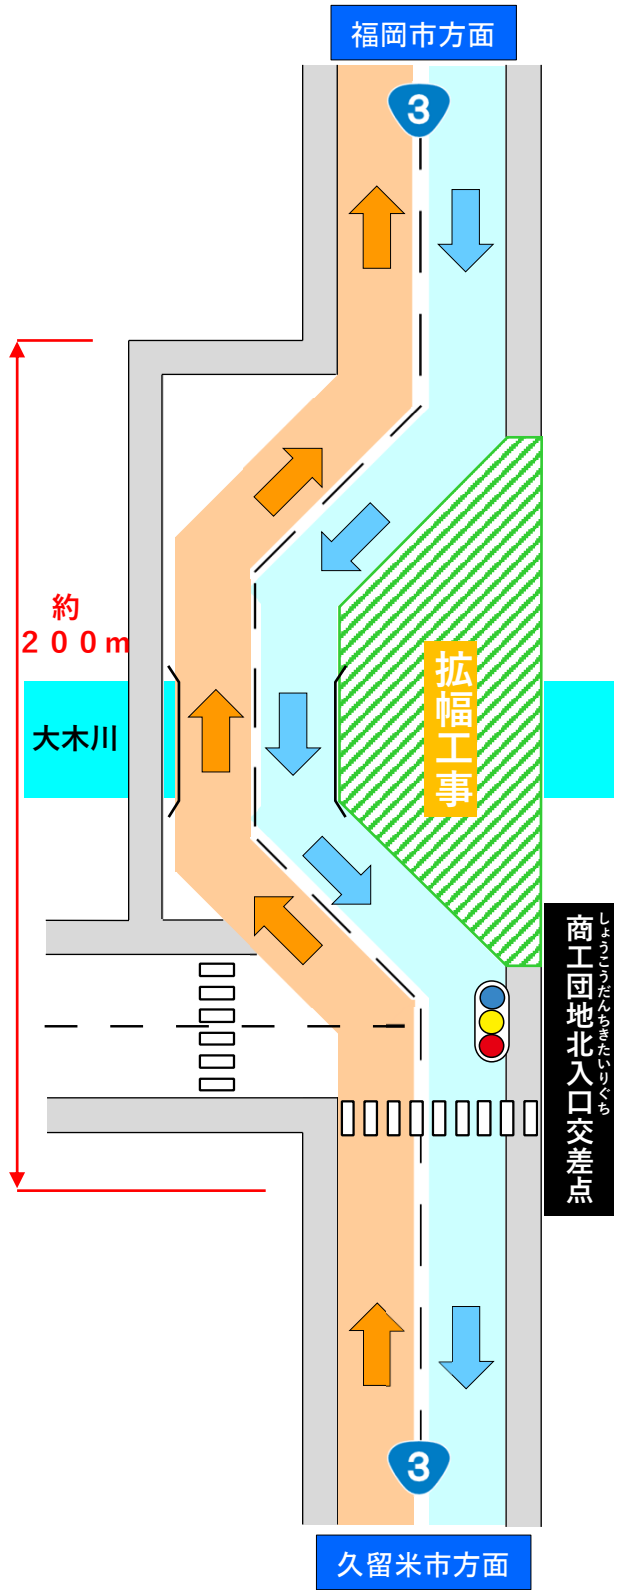 福岡市方面
3
約
２００ｍ
拡幅工事
大木川
しょうこうだんちきたいりぐち
商工団地北入口交差点
3
久留米市方面